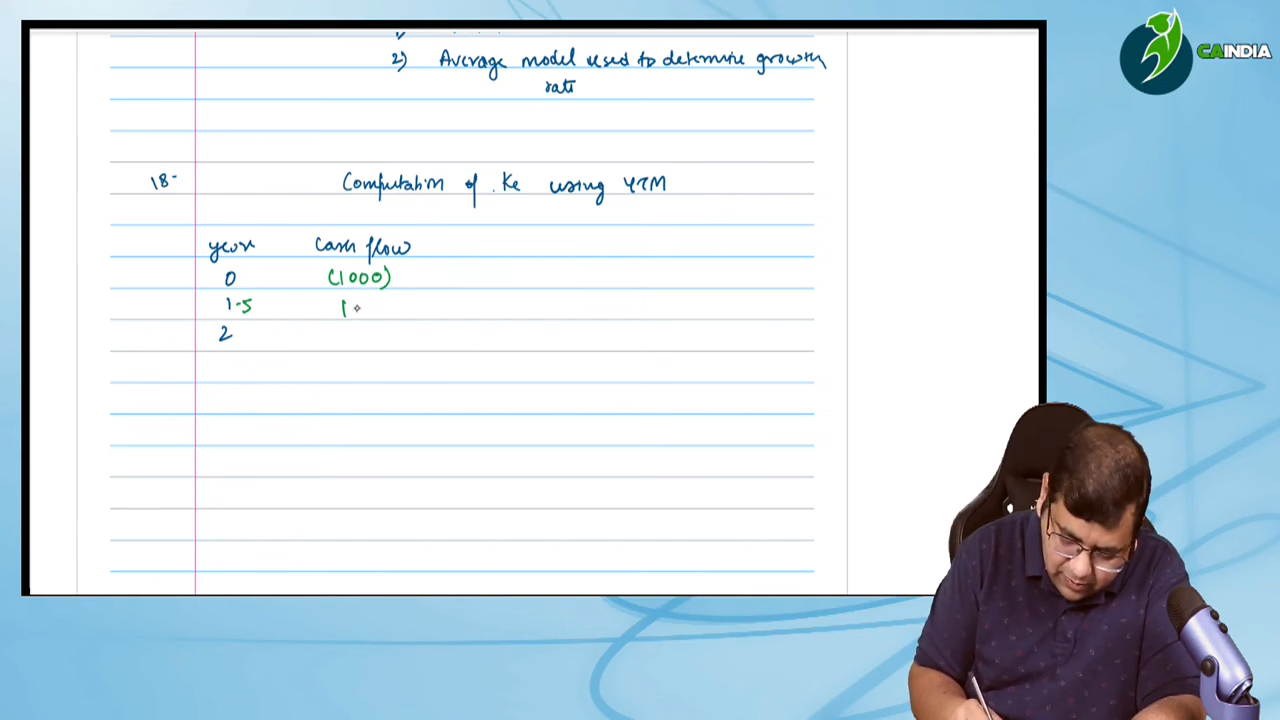 CAINDIA
2) Average model used to determine growth
rate
18- Computation of Ke using YTM
year Cash flow
0 (1000)
1-5 1
2